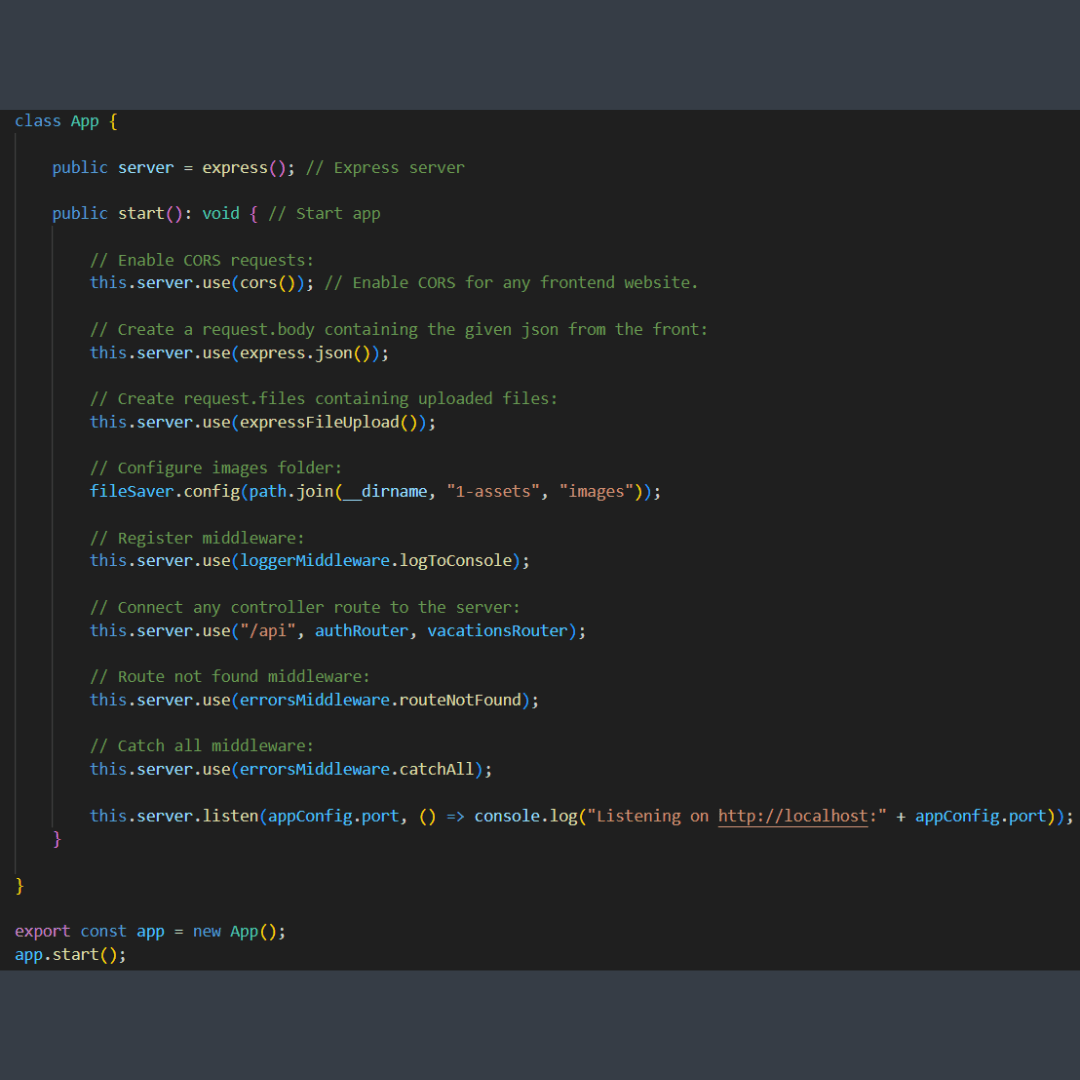 class App {
public server = express(); // Express server
public start(): void { // Start app
// Enable CORS requests:
this.server.use(cors()); // Enable CORS for any frontend website.
// Create a request.body containing the given json from the front:
this.server.use(express.json());
// Create request.files containing uploaded files:
this.server.use(expressFileUpload());
// Configure images folder:
fileSaver.config(path.join(__dirname, "1-assets", "images"));
// Register middleware:
this.server.use(loggerMiddleware.logToConsole);
// Connect any controller route to the server:
this.server.use("/api", authRouter, vacationsRouter);
// Route not found middleware:
this.server.use(errorsMiddleware.routeNotFound);
// Catch all middleware:
this.server.use(errorsMiddleware.catchAll);
this.server.listen(appConfig.port, () => console.log("Listening on http://localhost:" + appConfig.port));
}
}
export const app = new App();
app.start();